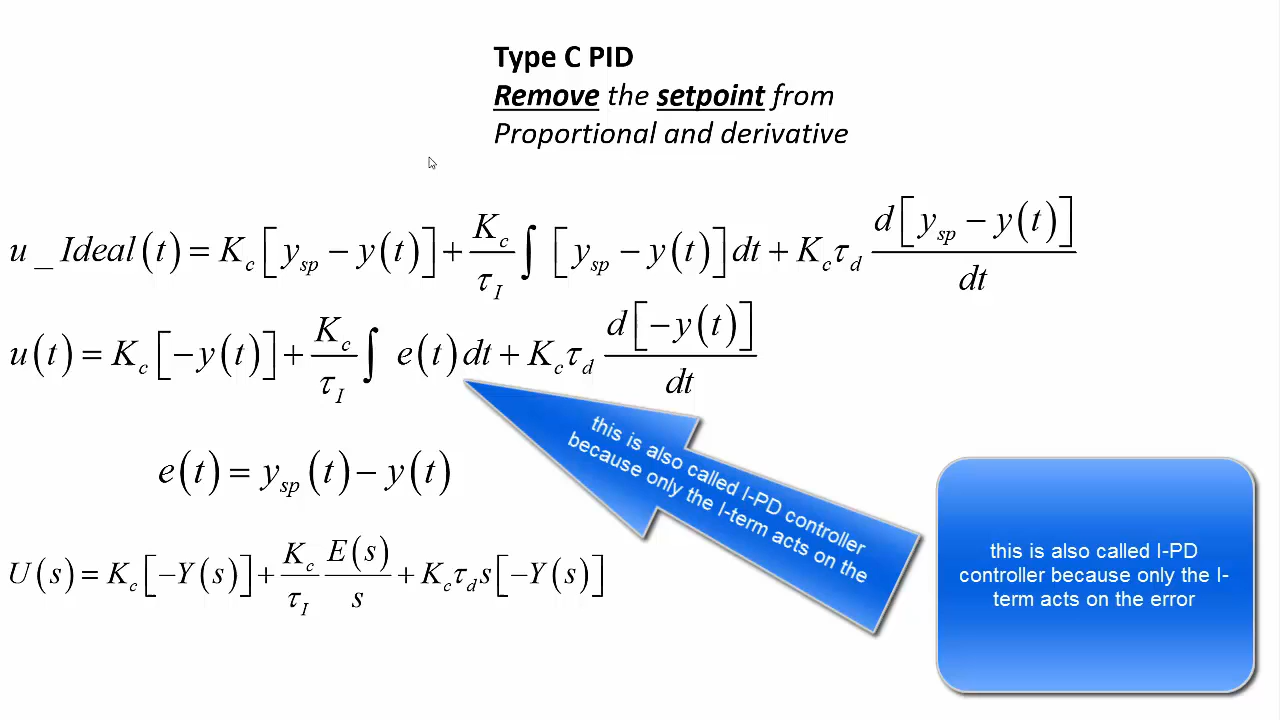 Type C PID
Remove the setpoint from
Proportional and derivative
u_Ideal(t) = K_c[y_sp − y(t)] + K_c/τ_I ∫ [y_sp − y(t)]dt + K_cτ_d d[y_sp − y(t)]/dt
u(t) = K_c[−y(t)] + K_c/τ_I ∫ e(t)dt + K_cτ_d d[−y(t)]/dt
this is also called I-PD controller
because only the I-term acts on the
e(t) = y_sp(t) − y(t)
U(s) = K_c[−Y(s)] + K_c/τ_I E(s)/s + K_cτ_d s[−Y(s)]
this is also called I-PD
controller because only the I-
term acts on the error